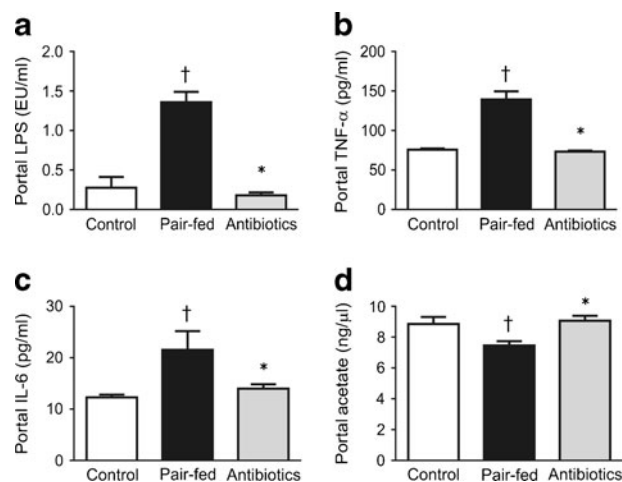 a
Portal LPS (EU/ml)
2.0
1.5
1.0
0.5
0.0
†
*
Control Pair-fed Antibiotics
b
Portal TNF-α (pg/ml)
200
150
100
50
0
†
*
Control Pair-fed Antibiotics
c
Portal IL-6 (pg/ml)
30
20
10
0
†
*
Control Pair-fed Antibiotics
d
Portal acetate (ng/μl)
10
8
6
4
2
0
†
*
Control Pair-fed Antibiotics